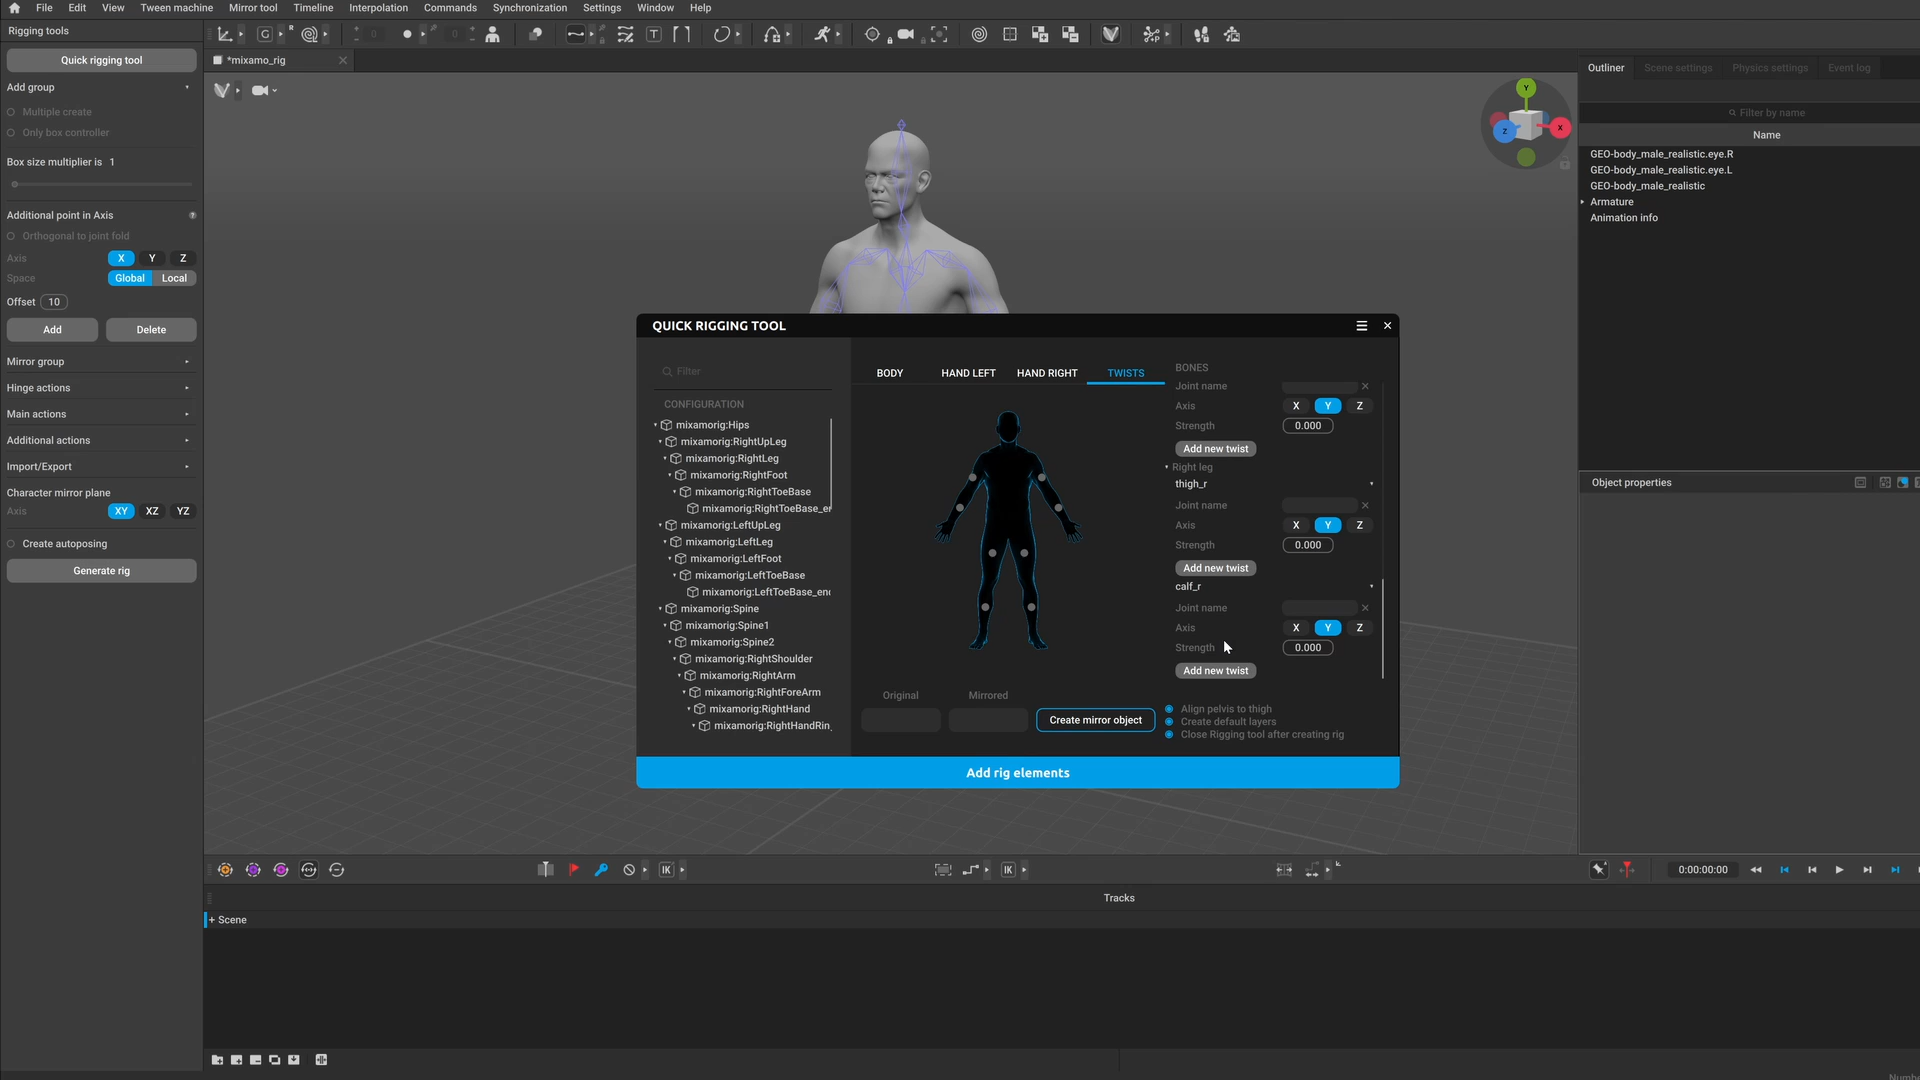 File Edit View Tween machine Mirror tool Timeline Interpolation Commands Synchronization Settings Window Help
Rigging tools
Quick rigging tool
Add group
Multiple create
Only box controller
Box size multiplier is 1
Additional point in Axis
Orthogonal to joint fold
Axis X Y Z
Space Global Local
Offset 10
Add Delete
Mirror group
Hinge actions
Main actions
Additional actions
Import/Export
Character mirror plane
Axis XY XZ YZ
Create autoposing
Generate rig
*mixamo_rig
Y
Z
X
QUICK RIGGING TOOL
Filter
CONFIGURATION
mixamorig:Hips
mixamorig:RightUpLeg
mixamorig:RightLeg
mixamorig:RightFoot
mixamorig:RightToeBase
mixamorig:RightToeBase_e
mixamorig:LeftUpLeg
mixamorig:LeftLeg
mixamorig:LeftFoot
mixamorig:LeftToeBase
mixamorig:LeftToeBase_en
mixamorig:Spine
mixamorig:Spine1
mixamorig:Spine2
mixamorig:RightShoulder
mixamorig:RightArm
mixamorig:RightForeArm
mixamorig:RightHand
mixamorig:RightHandRin
BODY HAND LEFT HAND RIGHT TWISTS
BONES
Joint name
Axis X Y Z
Strength 0.000
Add new twist
Right leg
thigh_r
Joint name
Axis X Y Z
Strength 0.000
Add new twist
calf_r
Joint name
Axis X Y Z
Strength 0.000
Add new twist
Original Mirrored
Create mirror object
Align pelvis to thigh
Create default layers
Close Rigging tool after creating rig
Add rig elements
Outliner Scene settings Physics settings Event log
Filter by name
Name
GEO-body_male_realistic.eye.R
GEO-body_male_realistic.eye.L
GEO-body_male_realistic
Armature
Animation info
Object properties
IK
IK
0:00:00:00
Tracks
+ Scene